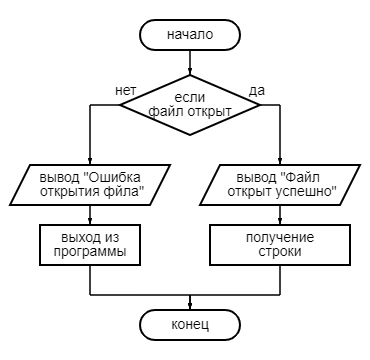 начало
если
файл открыт
нет
да
вывод "Ошибка
открытия фйла"
вывод "Файл
открыт успешно"
выход из
программы
получение
строки
конец